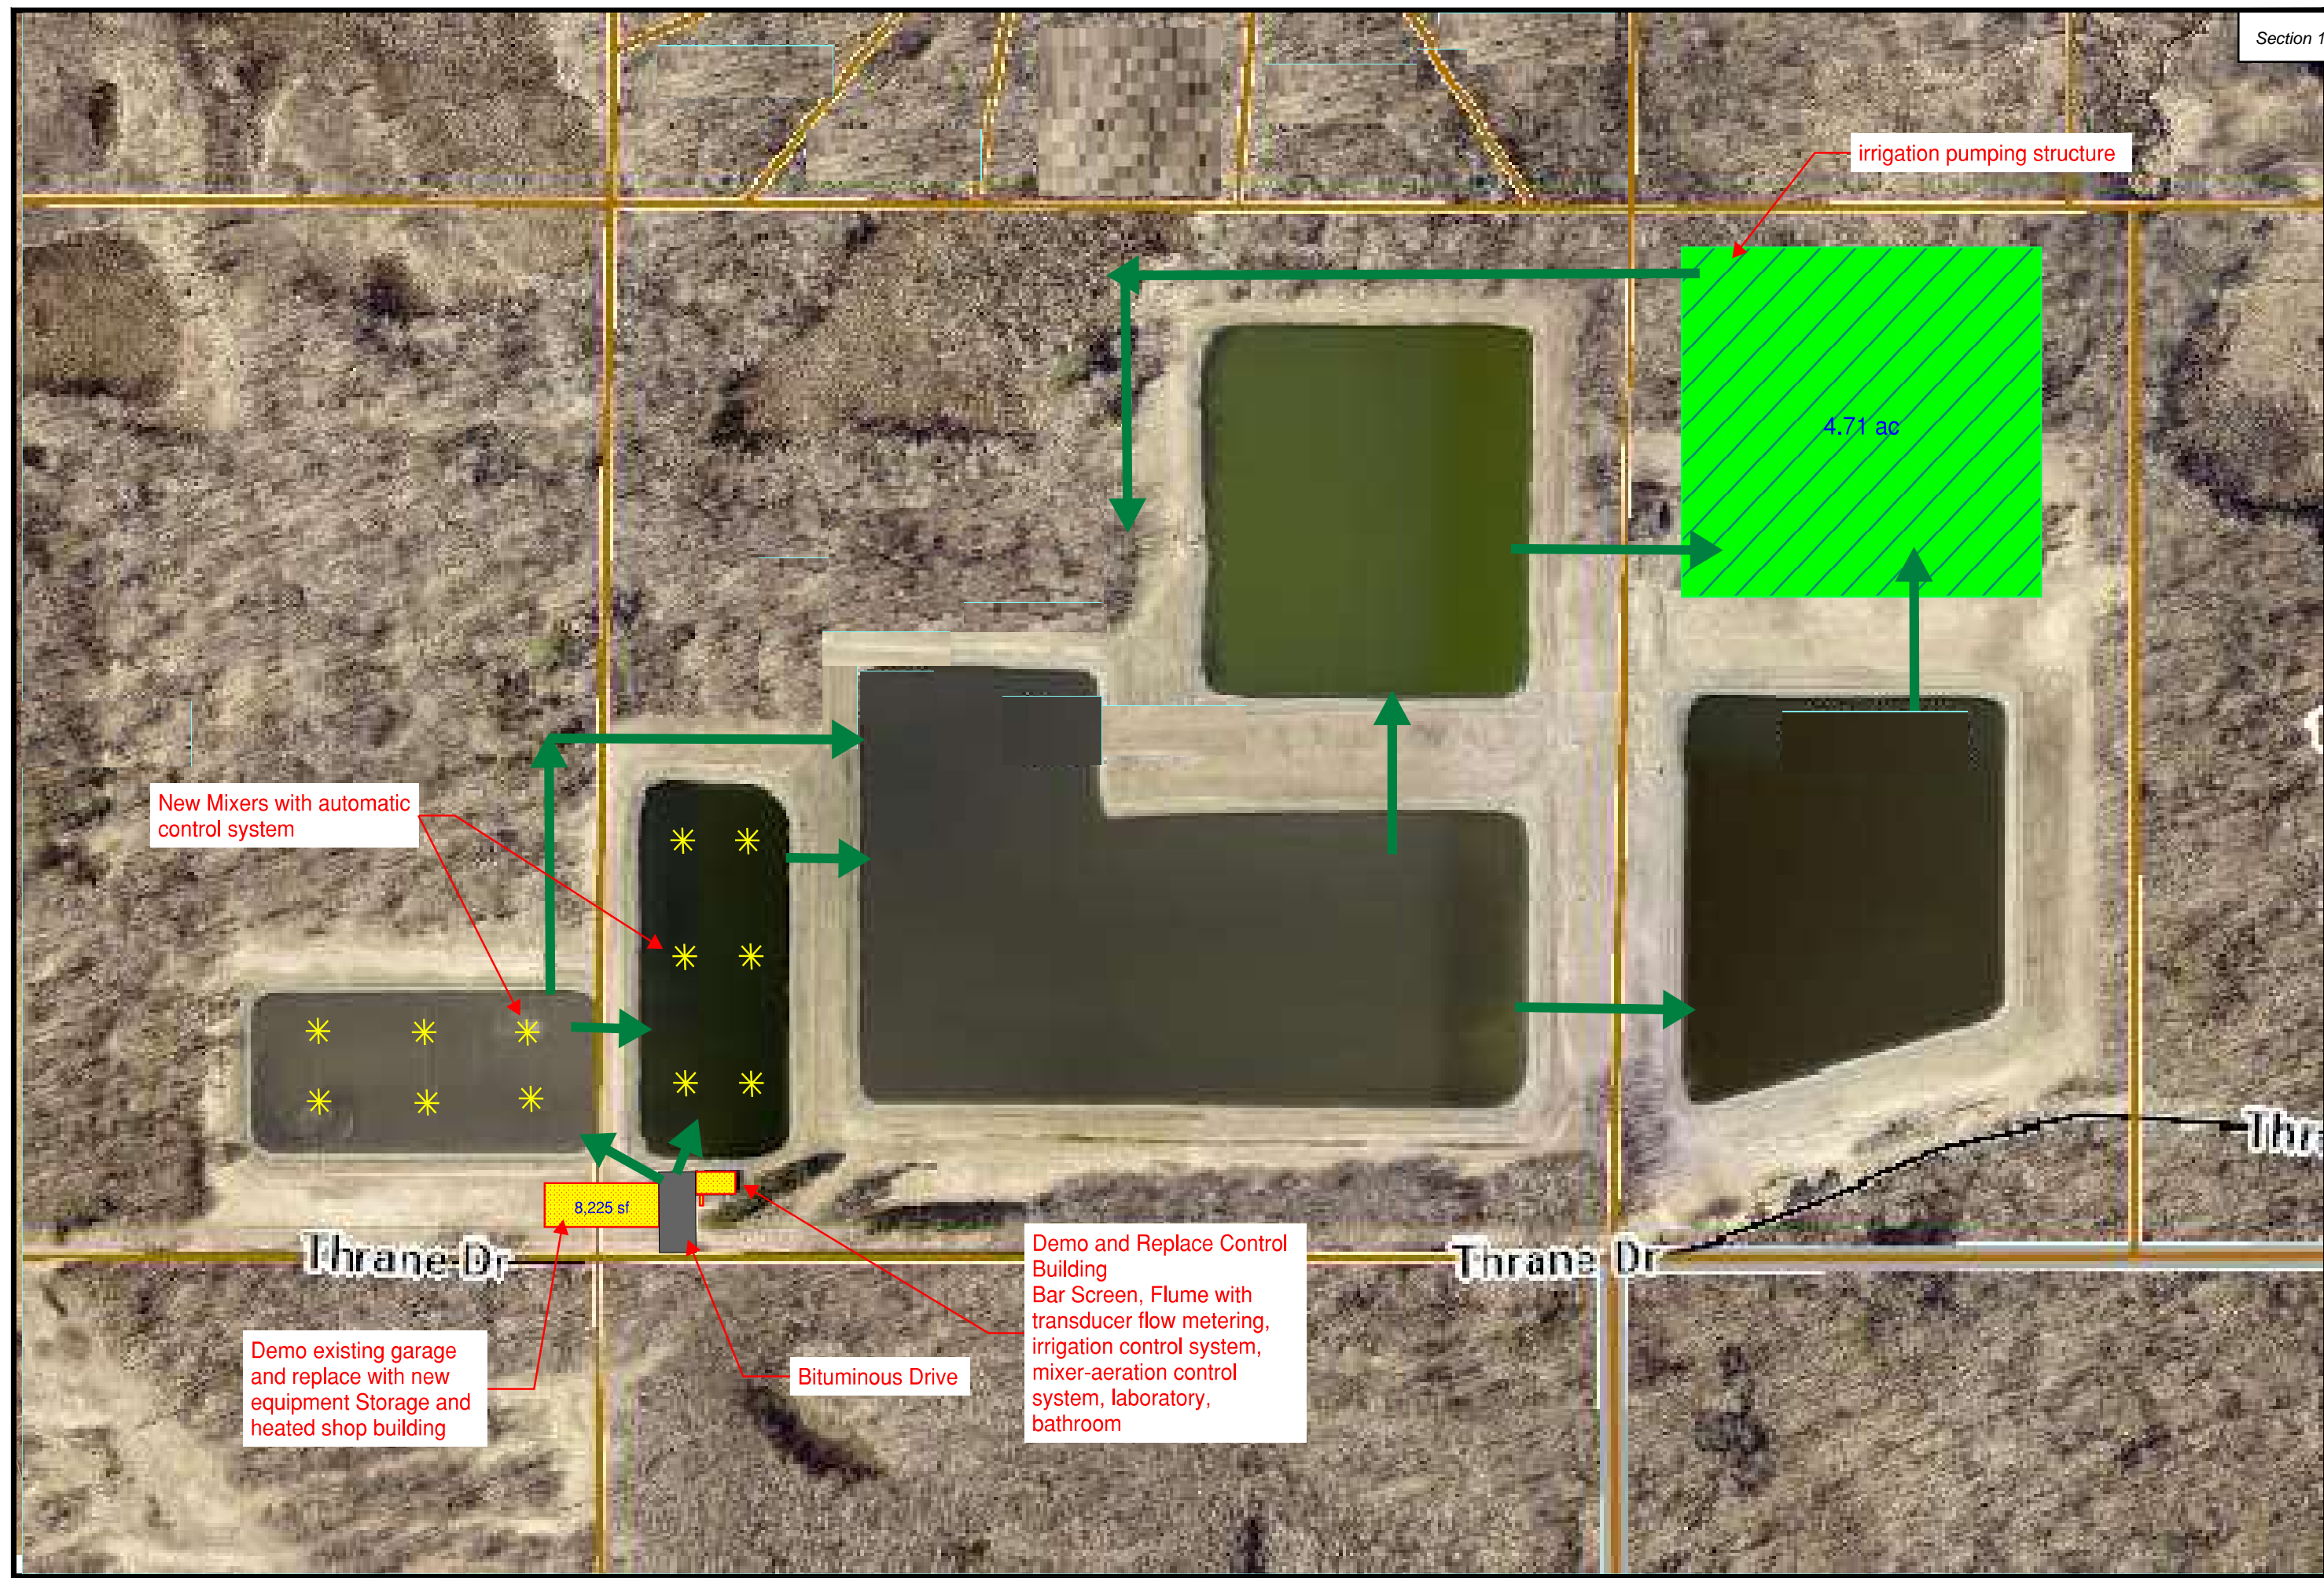 Section 1
irrigation pumping structure
4.71 ac
New Mixers with automatic
control system
8,225 sf
Thrane Dr
Thrane Dr
Demo and Replace Control
Building
Bar Screen, Flume with
transducer flow metering,
irrigation control system,
mixer-aeration control
system, laboratory,
bathroom
Demo existing garage
and replace with new
equipment Storage and
heated shop building
Bituminous Drive